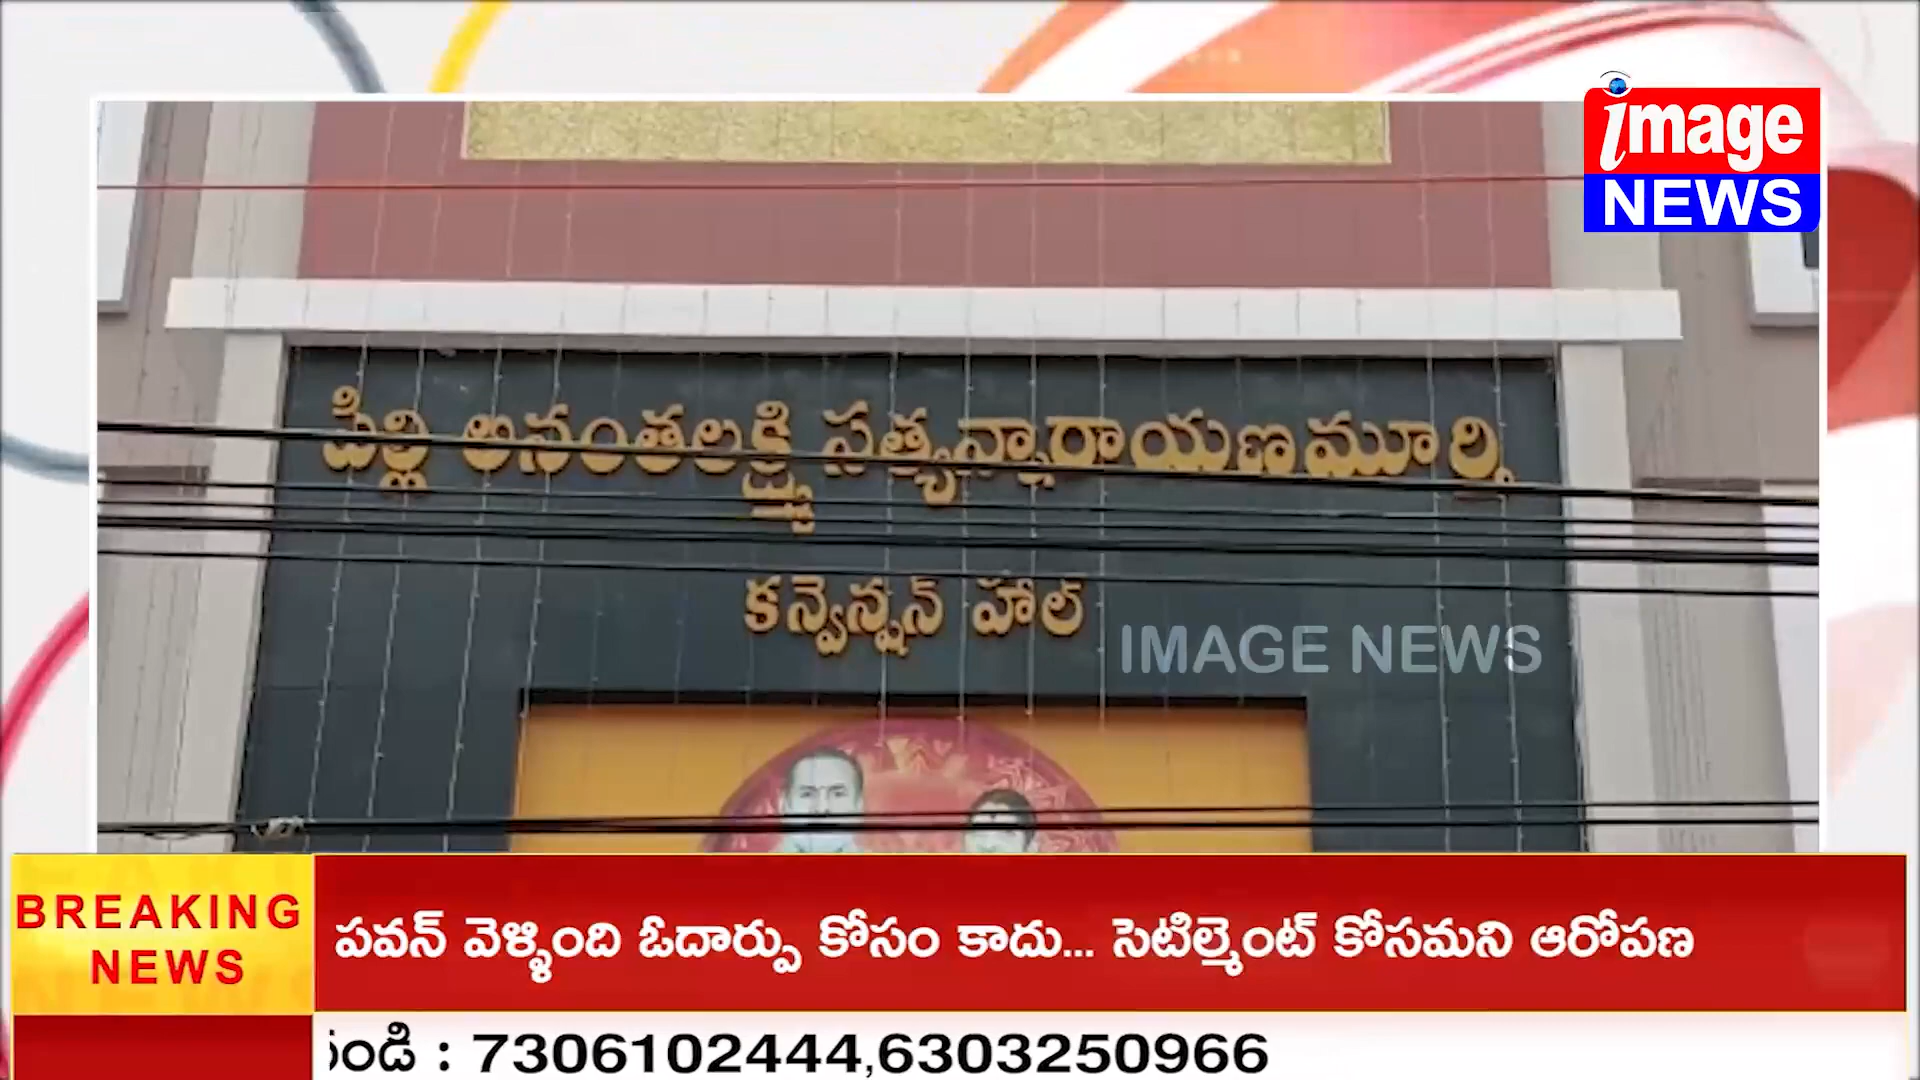 image
NEWS
పిల్లి అనంతలక్ష్మి సత్యన్నారాయణమూర్తి
కన్వెన్షన్ హాల్
IMAGE NEWS
BREAKING
NEWS
పవన్ వెళ్ళింది ఓదార్పు కోసం కాదు... సెటిల్మెంట్ కోసమని ఆరోపణ
: 7306102444,6303250966